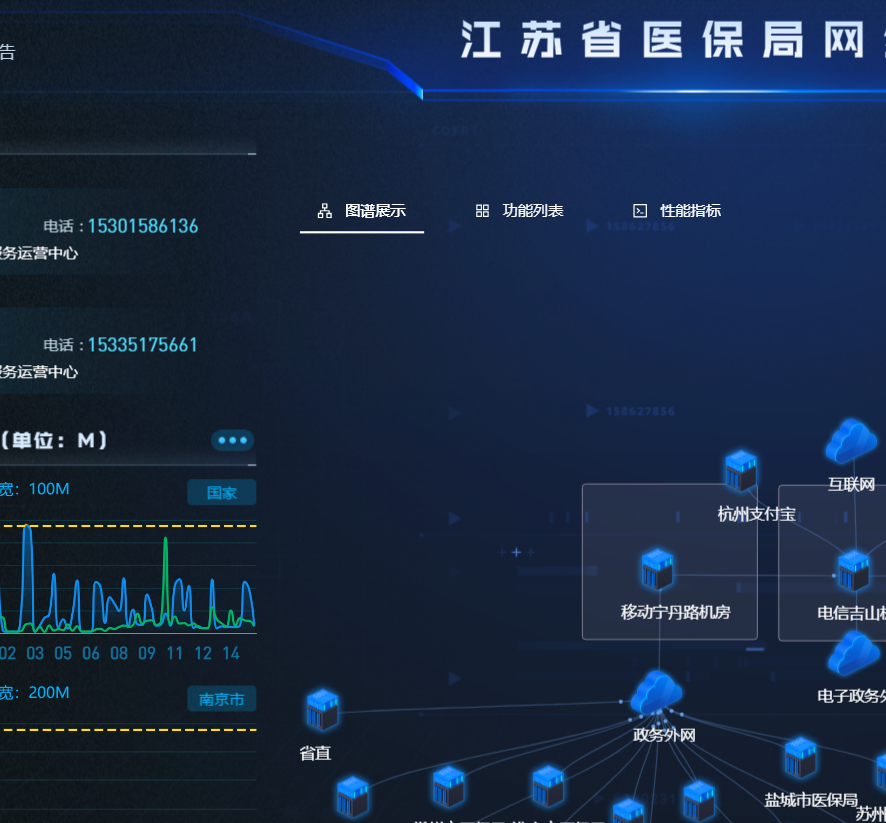 江苏省医保局网
告
图谱展示
功能列表
性能指标
电话：15301586136
服务运营中心
电话：15335175661
服务运营中心
(单位：M)
宽：100M
国家
02 03 05 06 08 09 11 12 14
宽：200M
南京市
158627856
158627856
互联网
杭州支付宝
移动宁丹路机房
电信吉山
电子政务外
政务外网
省直
盐城市医保局
苏州